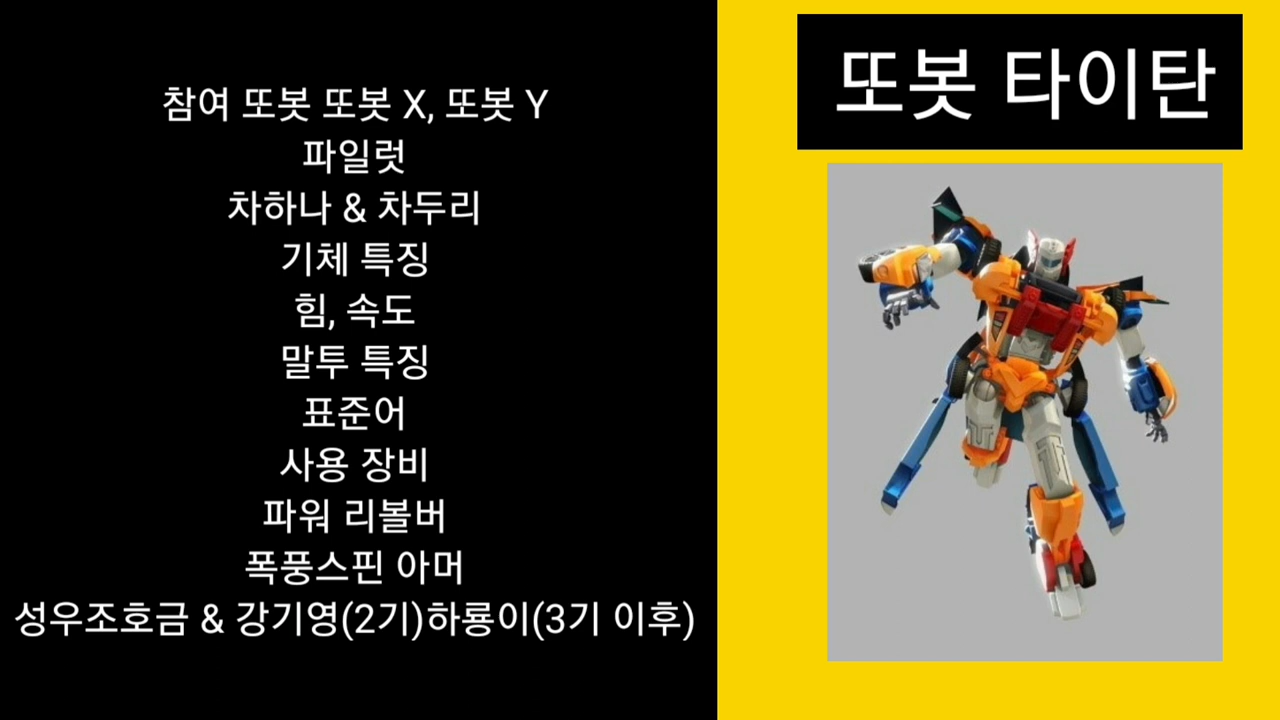 참여 또봇 또봇 X, 또봇 Y
파일럿
차하나 & 차두리
기체 특징
힘, 속도
말투 특징
표준어
사용 장비
파워 리볼버
폭풍스핀 아머
성우조호금 & 강기영(2기)하룡이(3기 이후)
또봇 타이탄